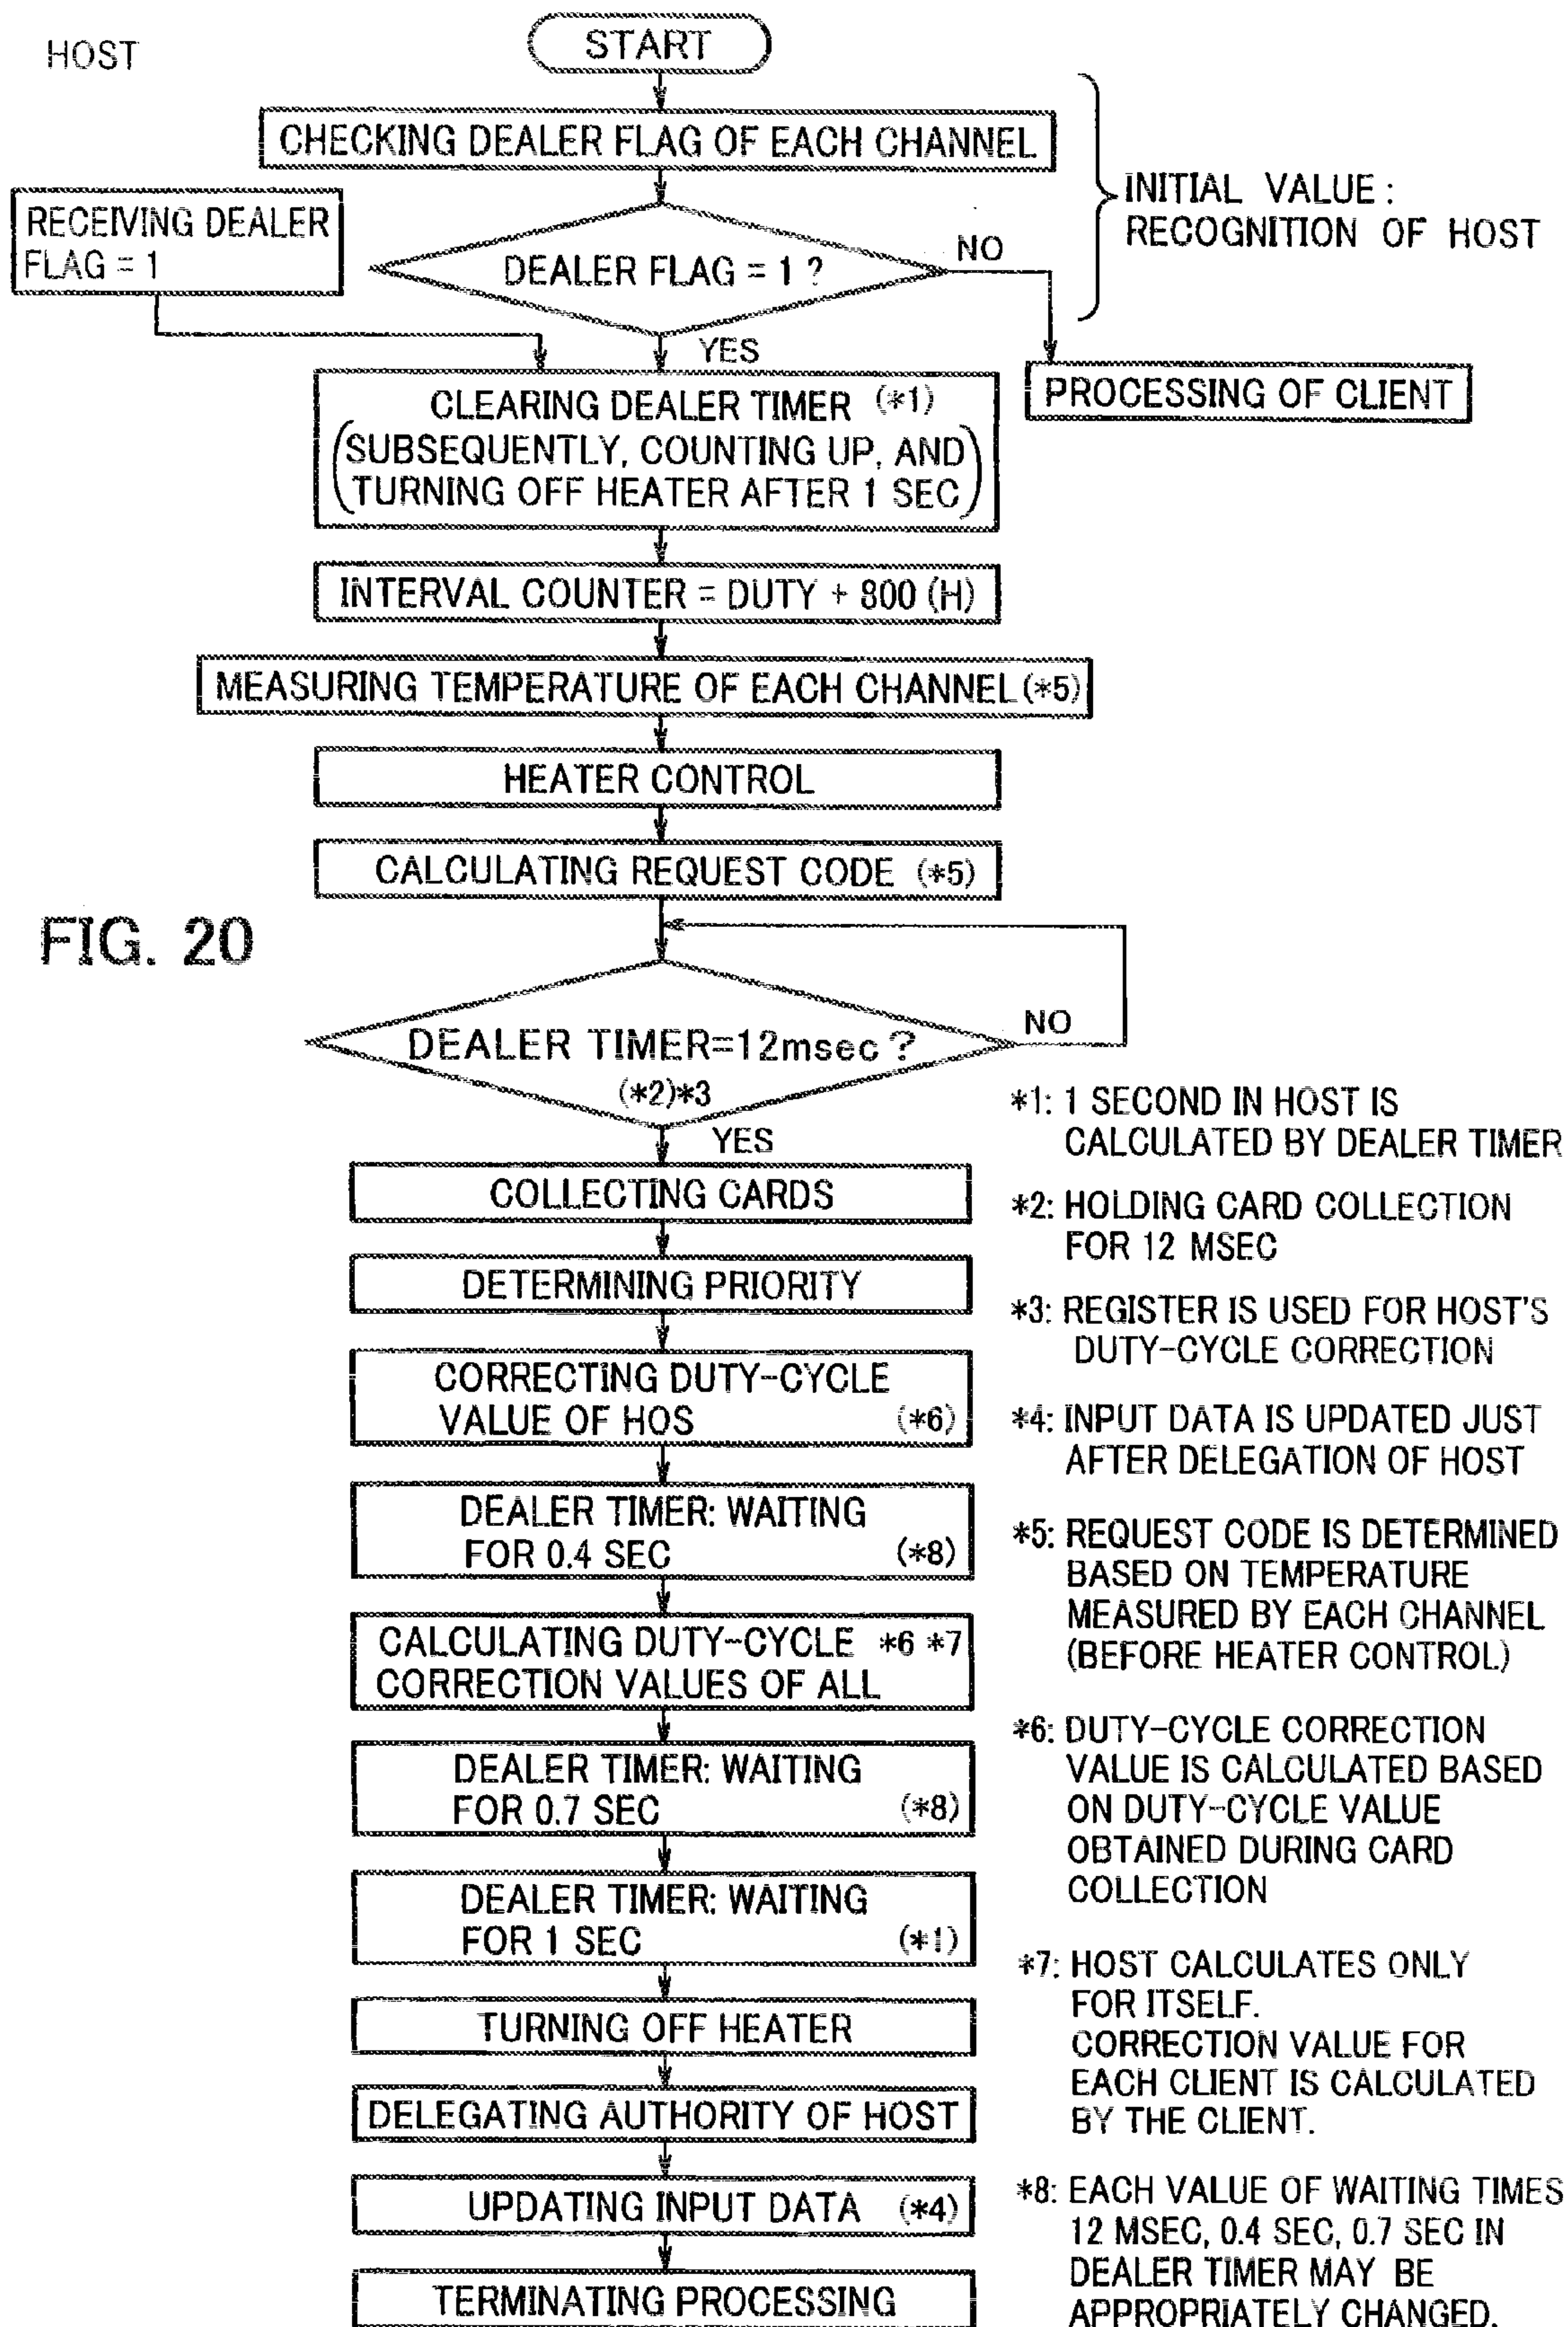 HOST
START
CHECKING DEALER FLAG OF EACH CHANNEL
INITIAL VALUE :
RECOGNITION OF HOST
RECEIVING DEALER
FLAG = 1
DEALER FLAG = 1 ?
NO
YES
PROCESSING OF CLIENT
CLEARING DEALER TIMER (*1)
(SUBSEQUENTLY, COUNTING UP, AND
TURNING OFF HEATER AFTER 1 SEC)
INTERVAL COUNTER = DUTY + 800 (H)
MEASURING TEMPERATURE OF EACH CHANNEL (*5)
HEATER CONTROL
CALCULATING REQUEST CODE (*5)
FIG. 20
DEALER TIMER=12msec ?
(*2)*3
NO
YES
COLLECTING CARDS
DETERMINING PRIORITY
CORRECTING DUTY-CYCLE
VALUE OF HOS (*6)
DEALER TIMER: WAITING
FOR 0.4 SEC (*8)
CALCULATING DUTY-CYCLE *6 *7
CORRECTION VALUES OF ALL
DEALER TIMER: WAITING
FOR 0.7 SEC (*8)
DEALER TIMER: WAITING
FOR 1 SEC (*1)
TURNING OFF HEATER
DELEGATING AUTHORITY OF HOST
UPDATING INPUT DATA (*4)
TERMINATING PROCESSING
*1: 1 SECOND IN HOST IS
CALCULATED BY DEALER TIMER
*2: HOLDING CARD COLLECTION
FOR 12 MSEC
*3: REGISTER IS USED FOR HOST'S
DUTY-CYCLE CORRECTION
*4: INPUT DATA IS UPDATED JUST
AFTER DELEGATION OF HOST
*5: REQUEST CODE IS DETERMINED
BASED ON TEMPERATURE
MEASURED BY EACH CHANNEL
(BEFORE HEATER CONTROL)
*6: DUTY-CYCLE CORRECTION
VALUE IS CALCULATED BASED
ON DUTY-CYCLE VALUE
OBTAINED DURING CARD
COLLECTION
*7: HOST CALCULATES ONLY
FOR ITSELF.
CORRECTION VALUE FOR
EACH CLIENT IS CALCULATED
BY THE CLIENT.
*8: EACH VALUE OF WAITING TIMES
12 MSEC, 0.4 SEC, 0.7 SEC IN
DEALER TIMER MAY BE
APPROPRIATELY CHANGED.